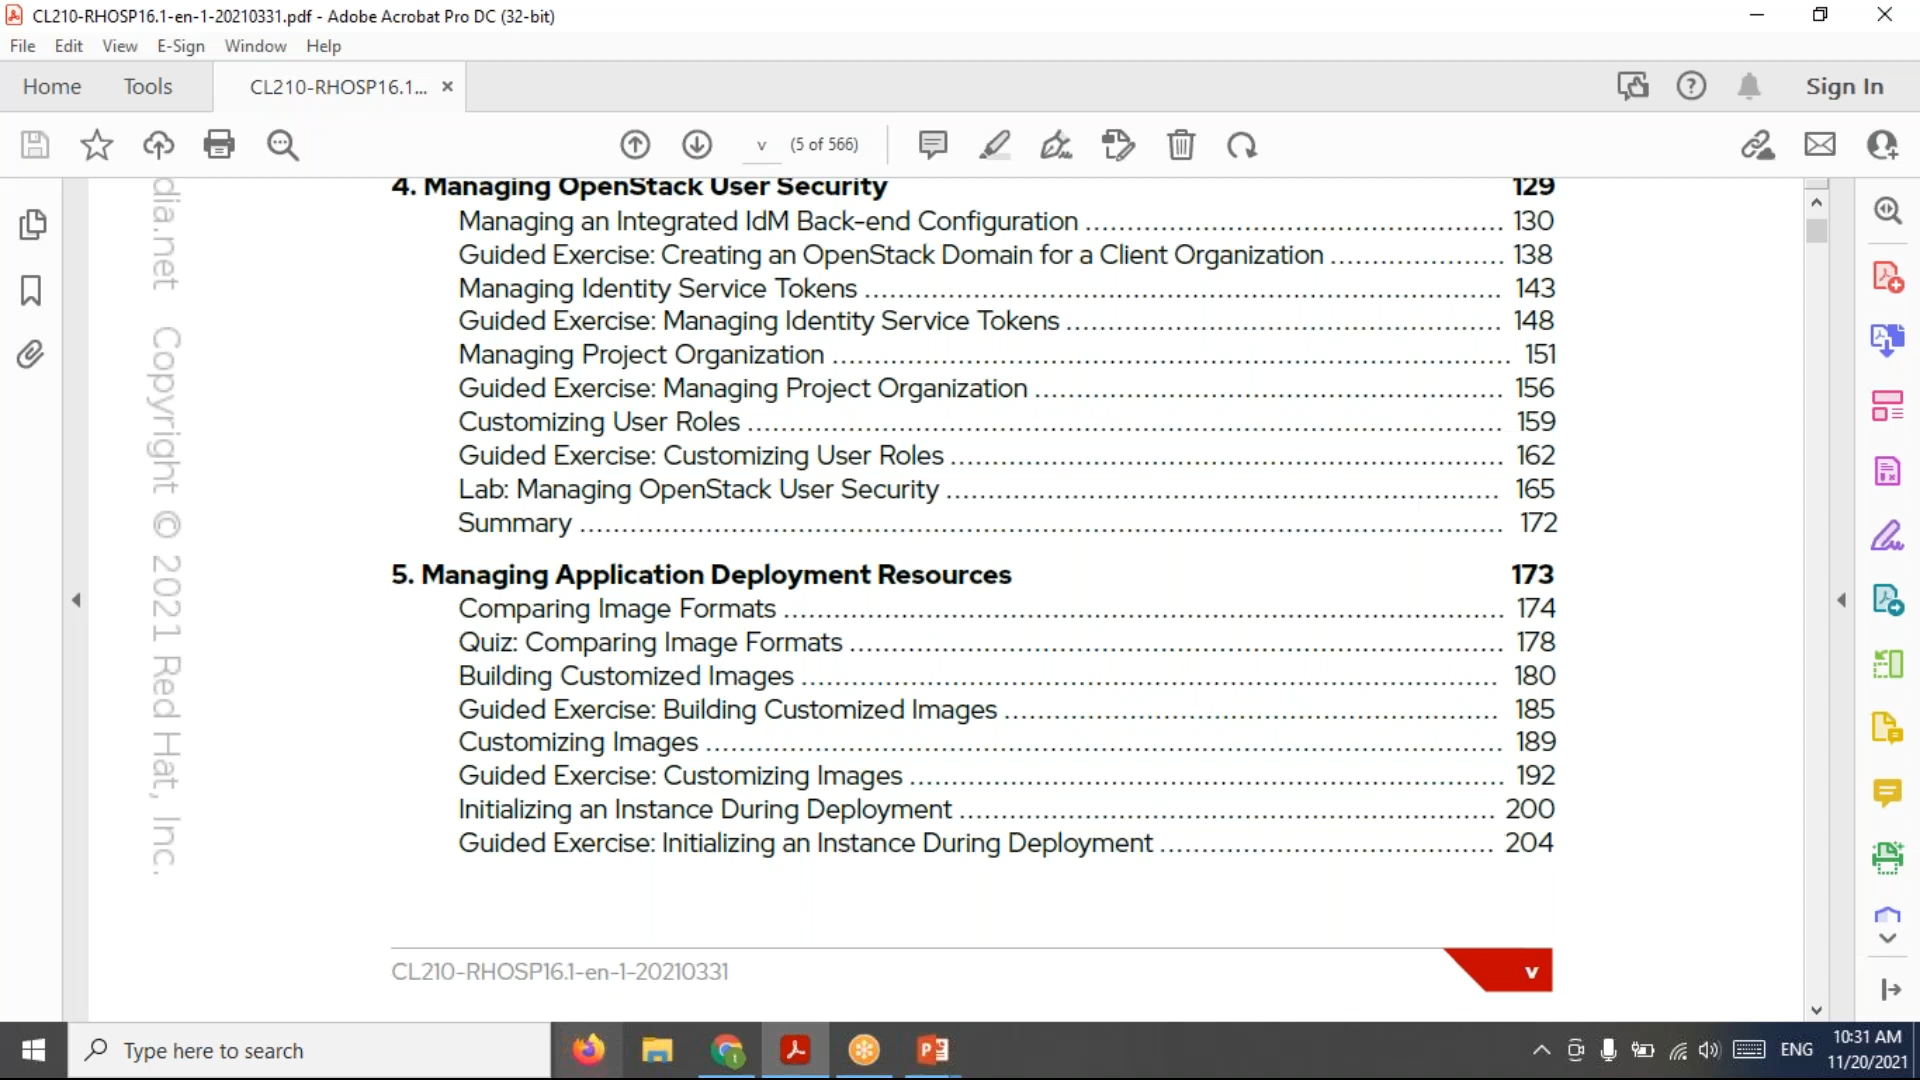 CL210-RHOSP16.1-en-1-20210331.pdf - Adobe Acrobat Pro DC (32-bit)
File Edit View E-Sign Window Help
Home Tools CL210-RHOSP16.1... × Sign In
v (5 of 566)
4. Managing OpenStack User Security 129
Managing an Integrated IdM Back-end Configuration 130
Guided Exercise: Creating an OpenStack Domain for a Client Organization 138
Managing Identity Service Tokens 143
Guided Exercise: Managing Identity Service Tokens 148
Managing Project Organization 151
Guided Exercise: Managing Project Organization 156
Customizing User Roles 159
Guided Exercise: Customizing User Roles 162
Lab: Managing OpenStack User Security 165
Summary 172
5. Managing Application Deployment Resources 173
Comparing Image Formats 174
Quiz: Comparing Image Formats 178
Building Customized Images 180
Guided Exercise: Building Customized Images 185
Customizing Images 189
Guided Exercise: Customizing Images 192
Initializing an Instance During Deployment 200
Guided Exercise: Initializing an Instance During Deployment 204
CL210-RHOSP16.1-en-1-20210331 v
dia.net Copyright © 2021 Red Hat, Inc.
Type here to search
ENG
10:31 AM
11/20/2021